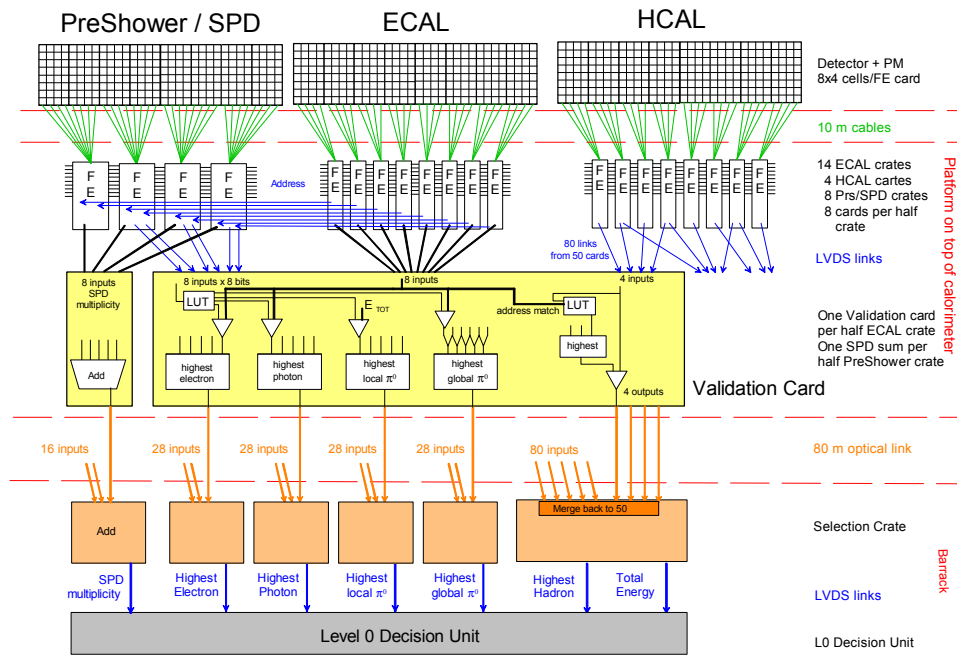 PreShower / SPD
ECAL
HCAL
Detector + PM
8x4 cells/FE card
10 m cables
F
E
F
E
F
E
F
E
Address
F
E
F
E
F
E
F
E
F
E
F
E
F
E
F
E
F
E
F
E
F
E
F
E
F
E
F
E
F
E
F
E
14 ECAL crates
4 HCAL cartes
8 Prs/SPD crates
8 cards per half
crate
Platform on top of calorimeter
80 links
from 50 cards
LVDS links
8 inputs
SPD
multiplicity
8 inputs x 8 bits
8 inputs
4 inputs
LUT
E TOT
address match
LUT
One Validation card
per half ECAL crate
One SPD sum per
half PreShower crate
Add
highest
electron
highest
photon
highest
local π⁰
highest
global π⁰
highest
4 outputs
Validation Card
16 inputs
28 inputs
28 inputs
28 inputs
28 inputs
80 inputs
80 m optical link
Merge back to 50
Add
Selection Crate
Barrack
SPD
multiplicity
Highest
Electron
Highest
Photon
Highest
local π⁰
Highest
global π⁰
Highest
Hadron
Total
Energy
LVDS links
Level 0 Decision Unit
L0 Decision Unit